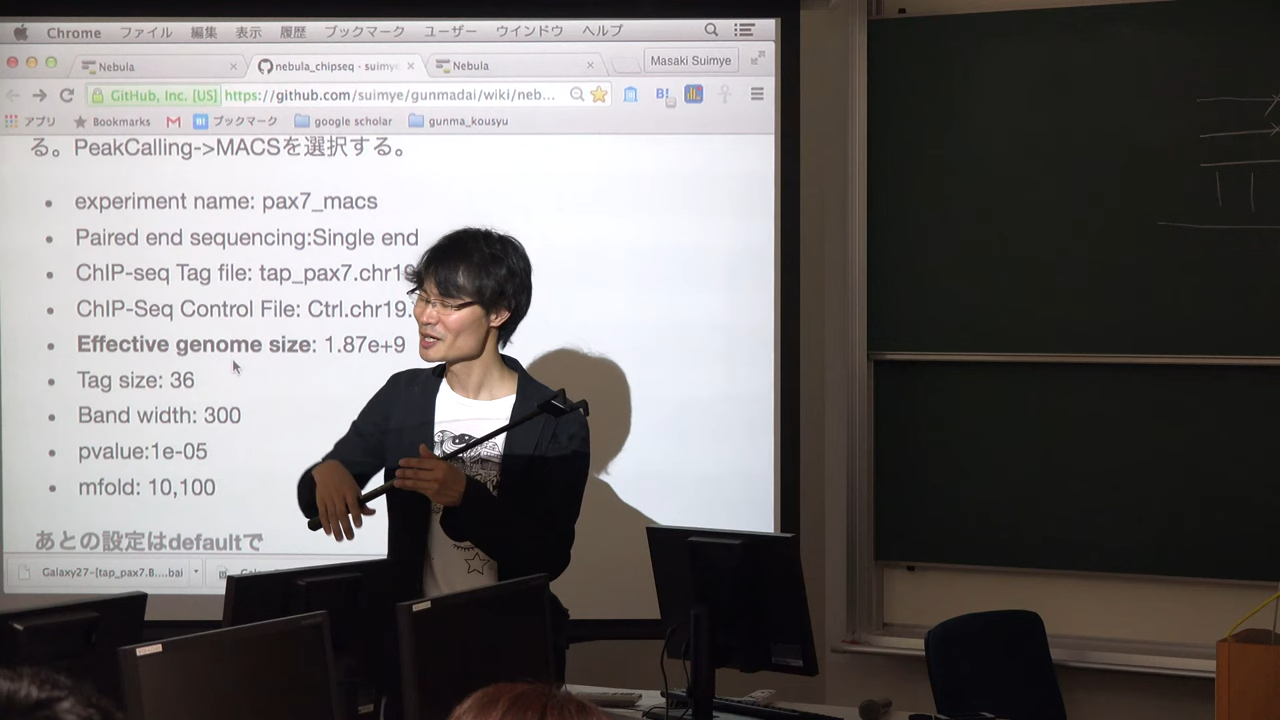 Chrome ファイル 編集 表示 履歴 ブックマーク ユーザー ウインドウ ヘルプ
Nebula
nebula_chipseq - suimye
Nebula
Masaki Suimye
GitHub, Inc. [US] https://github.com/suimye/gunmadai/wiki/neb...
アプリ Bookmarks ブックマーク google scholar gunma_kousyu
る。PeakCalling->MACSを選択する。
• experiment name: pax7_macs
• Paired end sequencing:Single end
• ChIP-seq Tag file: tap_pax7.chr19
• ChIP-Seq Control File: Ctrl.chr19.
• Effective genome size: 1.87e+9
• Tag size: 36
• Band width: 300
• pvalue:1e-05
• mfold: 10,100
あとの設定はdefaultで
Galaxy27-[tap_pax7.B....bai